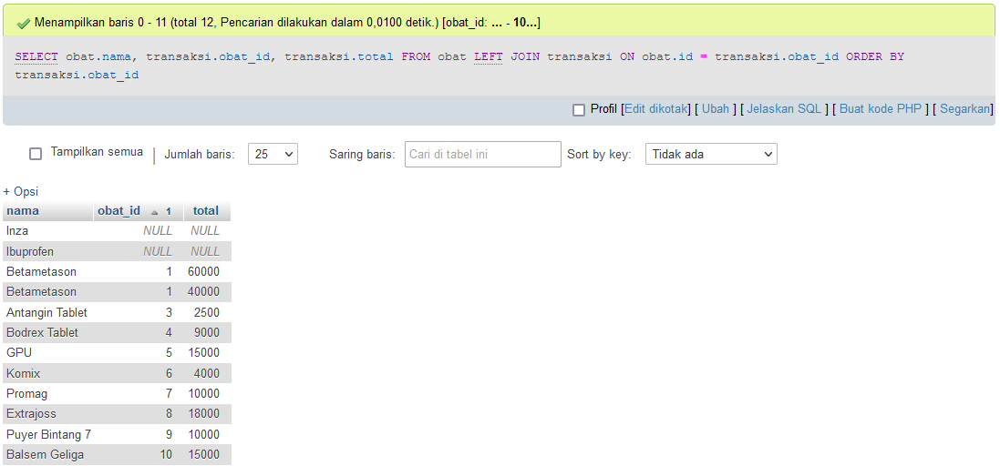 Menampilkan baris 0 - 11 (total 12, Pencarian dilakukan dalam 0,0100 detik.) [obat_id: ... - 10...]
SELECT obat.nama, transaksi.obat_id, transaksi.total FROM obat LEFT JOIN transaksi ON obat.id = transaksi.obat_id ORDER BY
transaksi.obat_id
Profil [Edit dikotak] [ Ubah ] [ Jelaskan SQL ] [ Buat kode PHP ] [ Segarkan]
Tampilkan semua | Jumlah baris: 25 Saring baris: Cari di tabel ini Sort by key: Tidak ada
+ Opsi
nama obat_id 1 total
Inza NULL NULL
Ibuprofen NULL NULL
Betametason 1 60000
Betametason 1 40000
Antangin Tablet 3 2500
Bodrex Tablet 4 9000
GPU 5 15000
Komix 6 4000
Promag 7 10000
Extrajoss 8 18000
Puyer Bintang 7 9 10000
Balsem Geliga 10 15000